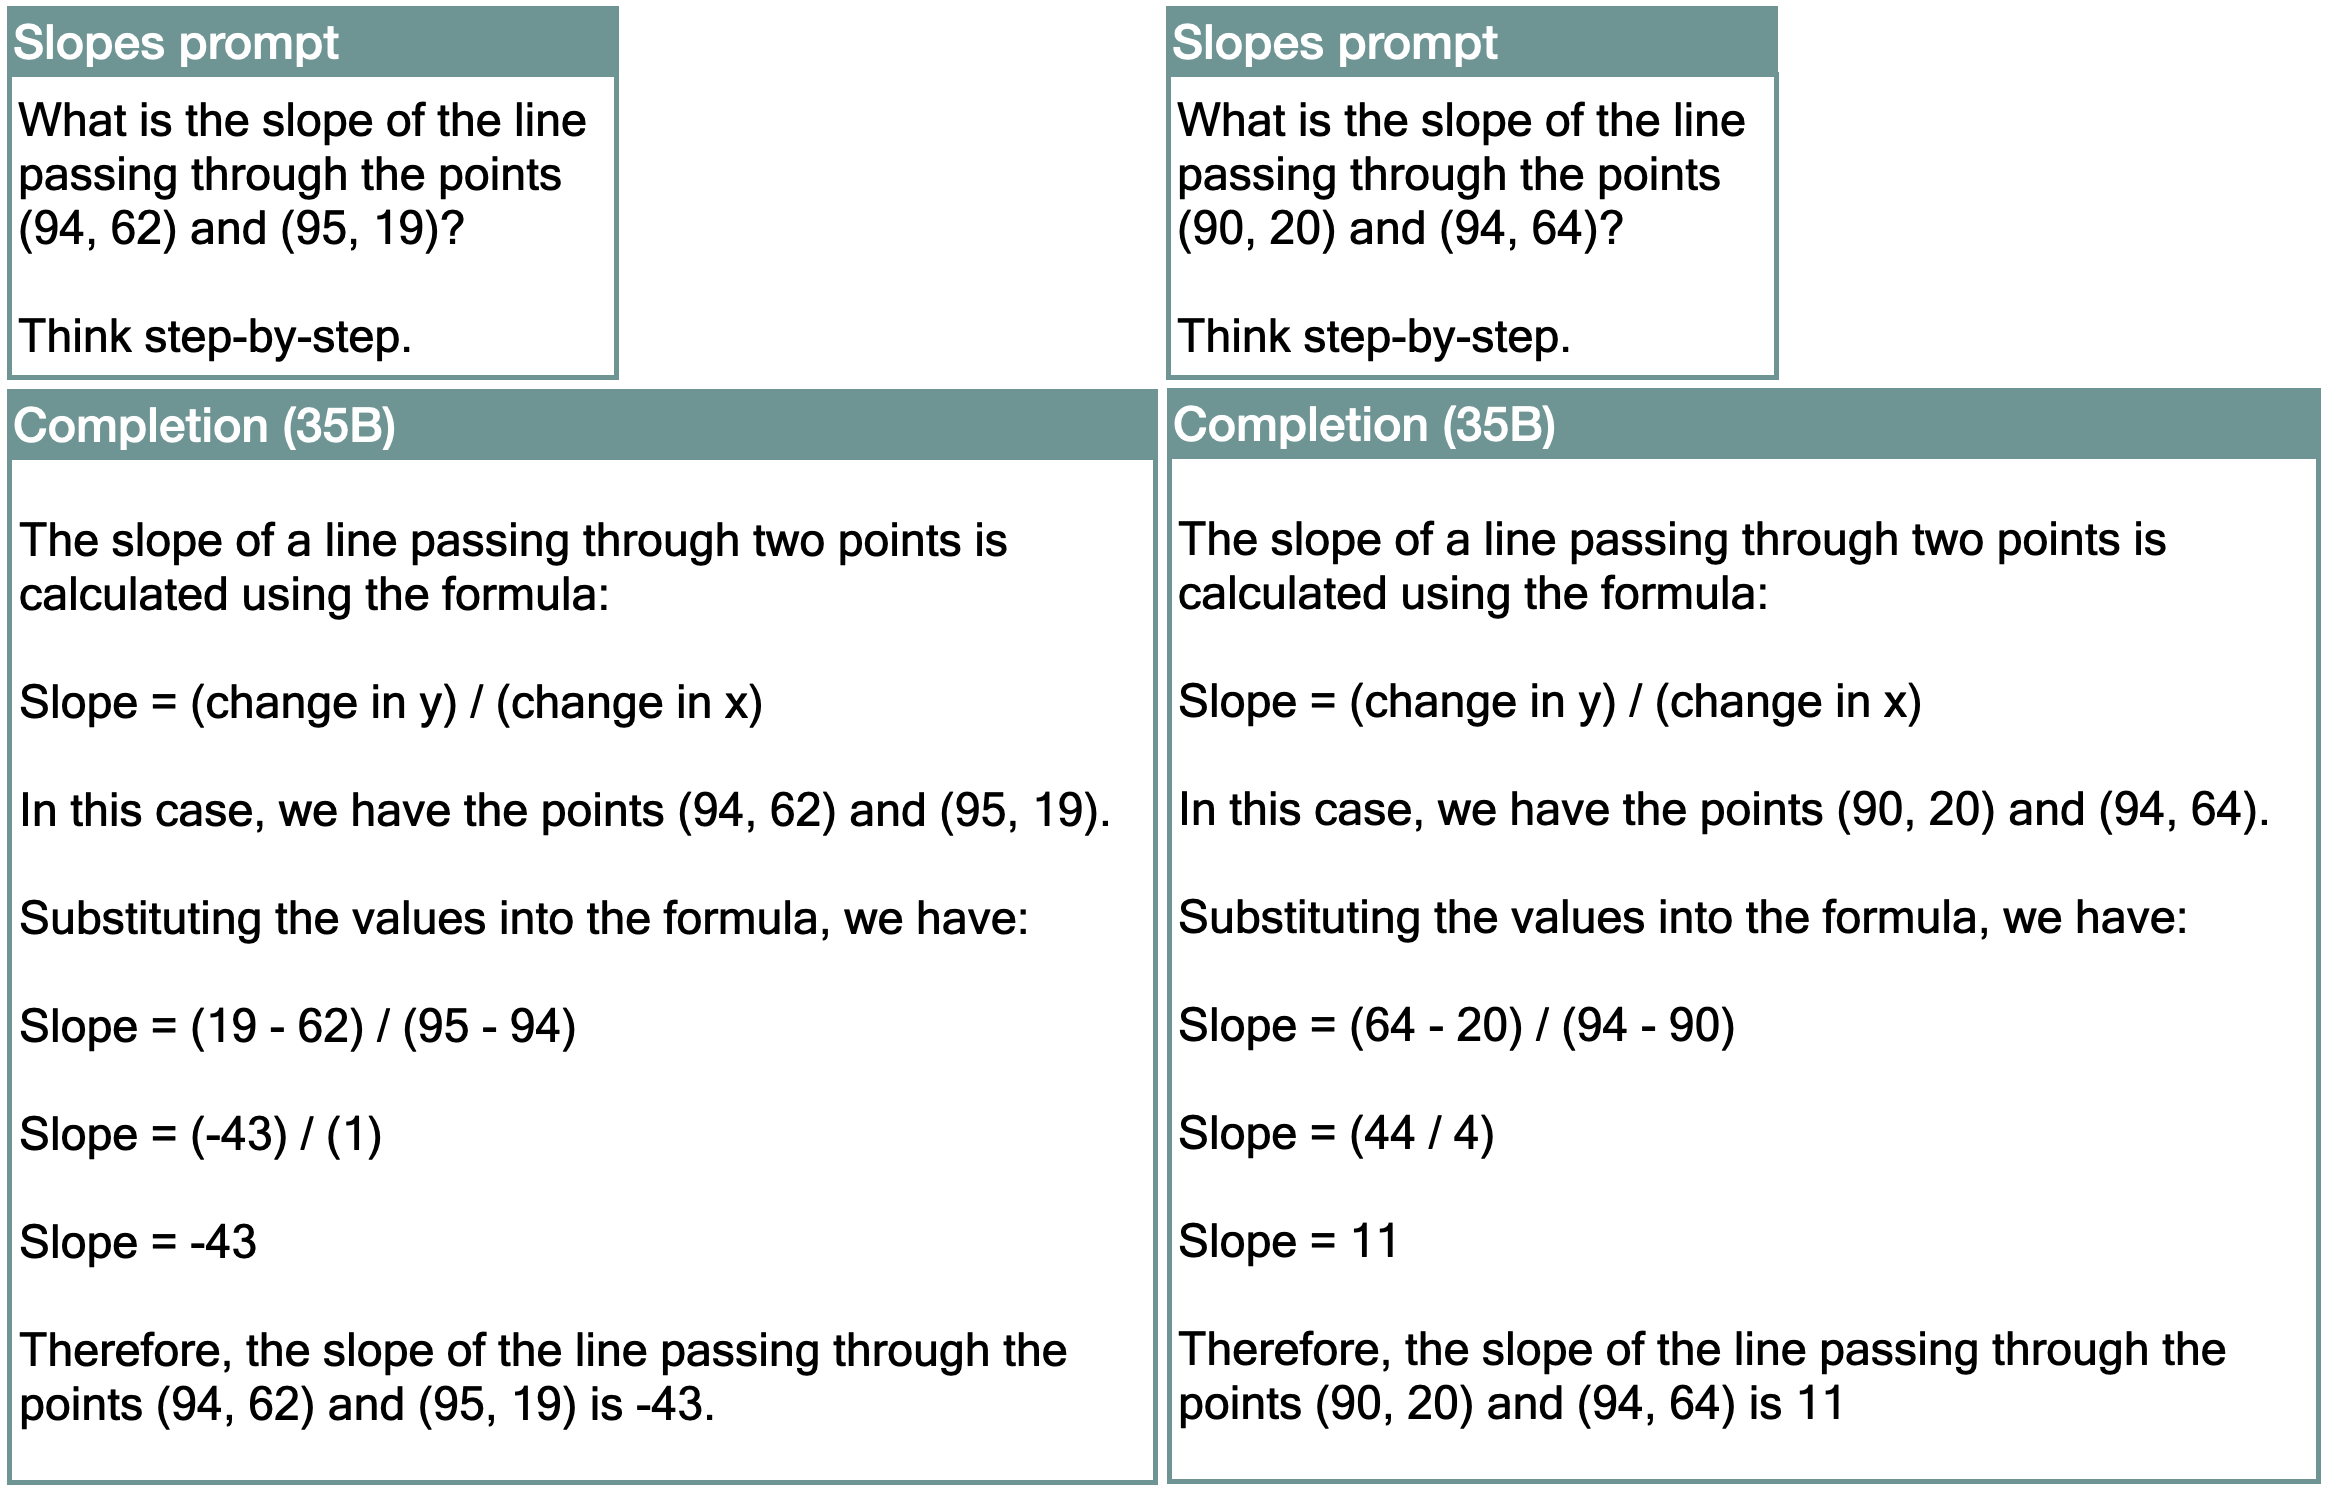 Slopes prompt
What is the slope of the line
passing through the points
(94, 62) and (95, 19)?
Think step-by-step.
Completion (35B)
The slope of a line passing through two points is
calculated using the formula:
Slope = (change in y) / (change in x)
In this case, we have the points (94, 62) and (95, 19).
Substituting the values into the formula, we have:
Slope = (19 - 62) / (95 - 94)
Slope = (-43) / (1)
Slope = -43
Therefore, the slope of the line passing through the
points (94, 62) and (95, 19) is -43.
Slopes prompt
What is the slope of the line
passing through the points
(90, 20) and (94, 64)?
Think step-by-step.
Completion (35B)
The slope of a line passing through two points is
calculated using the formula:
Slope = (change in y) / (change in x)
In this case, we have the points (90, 20) and (94, 64).
Substituting the values into the formula, we have:
Slope = (64 - 20) / (94 - 90)
Slope = (44 / 4)
Slope = 11
Therefore, the slope of the line passing through the
points (90, 20) and (94, 64) is 11